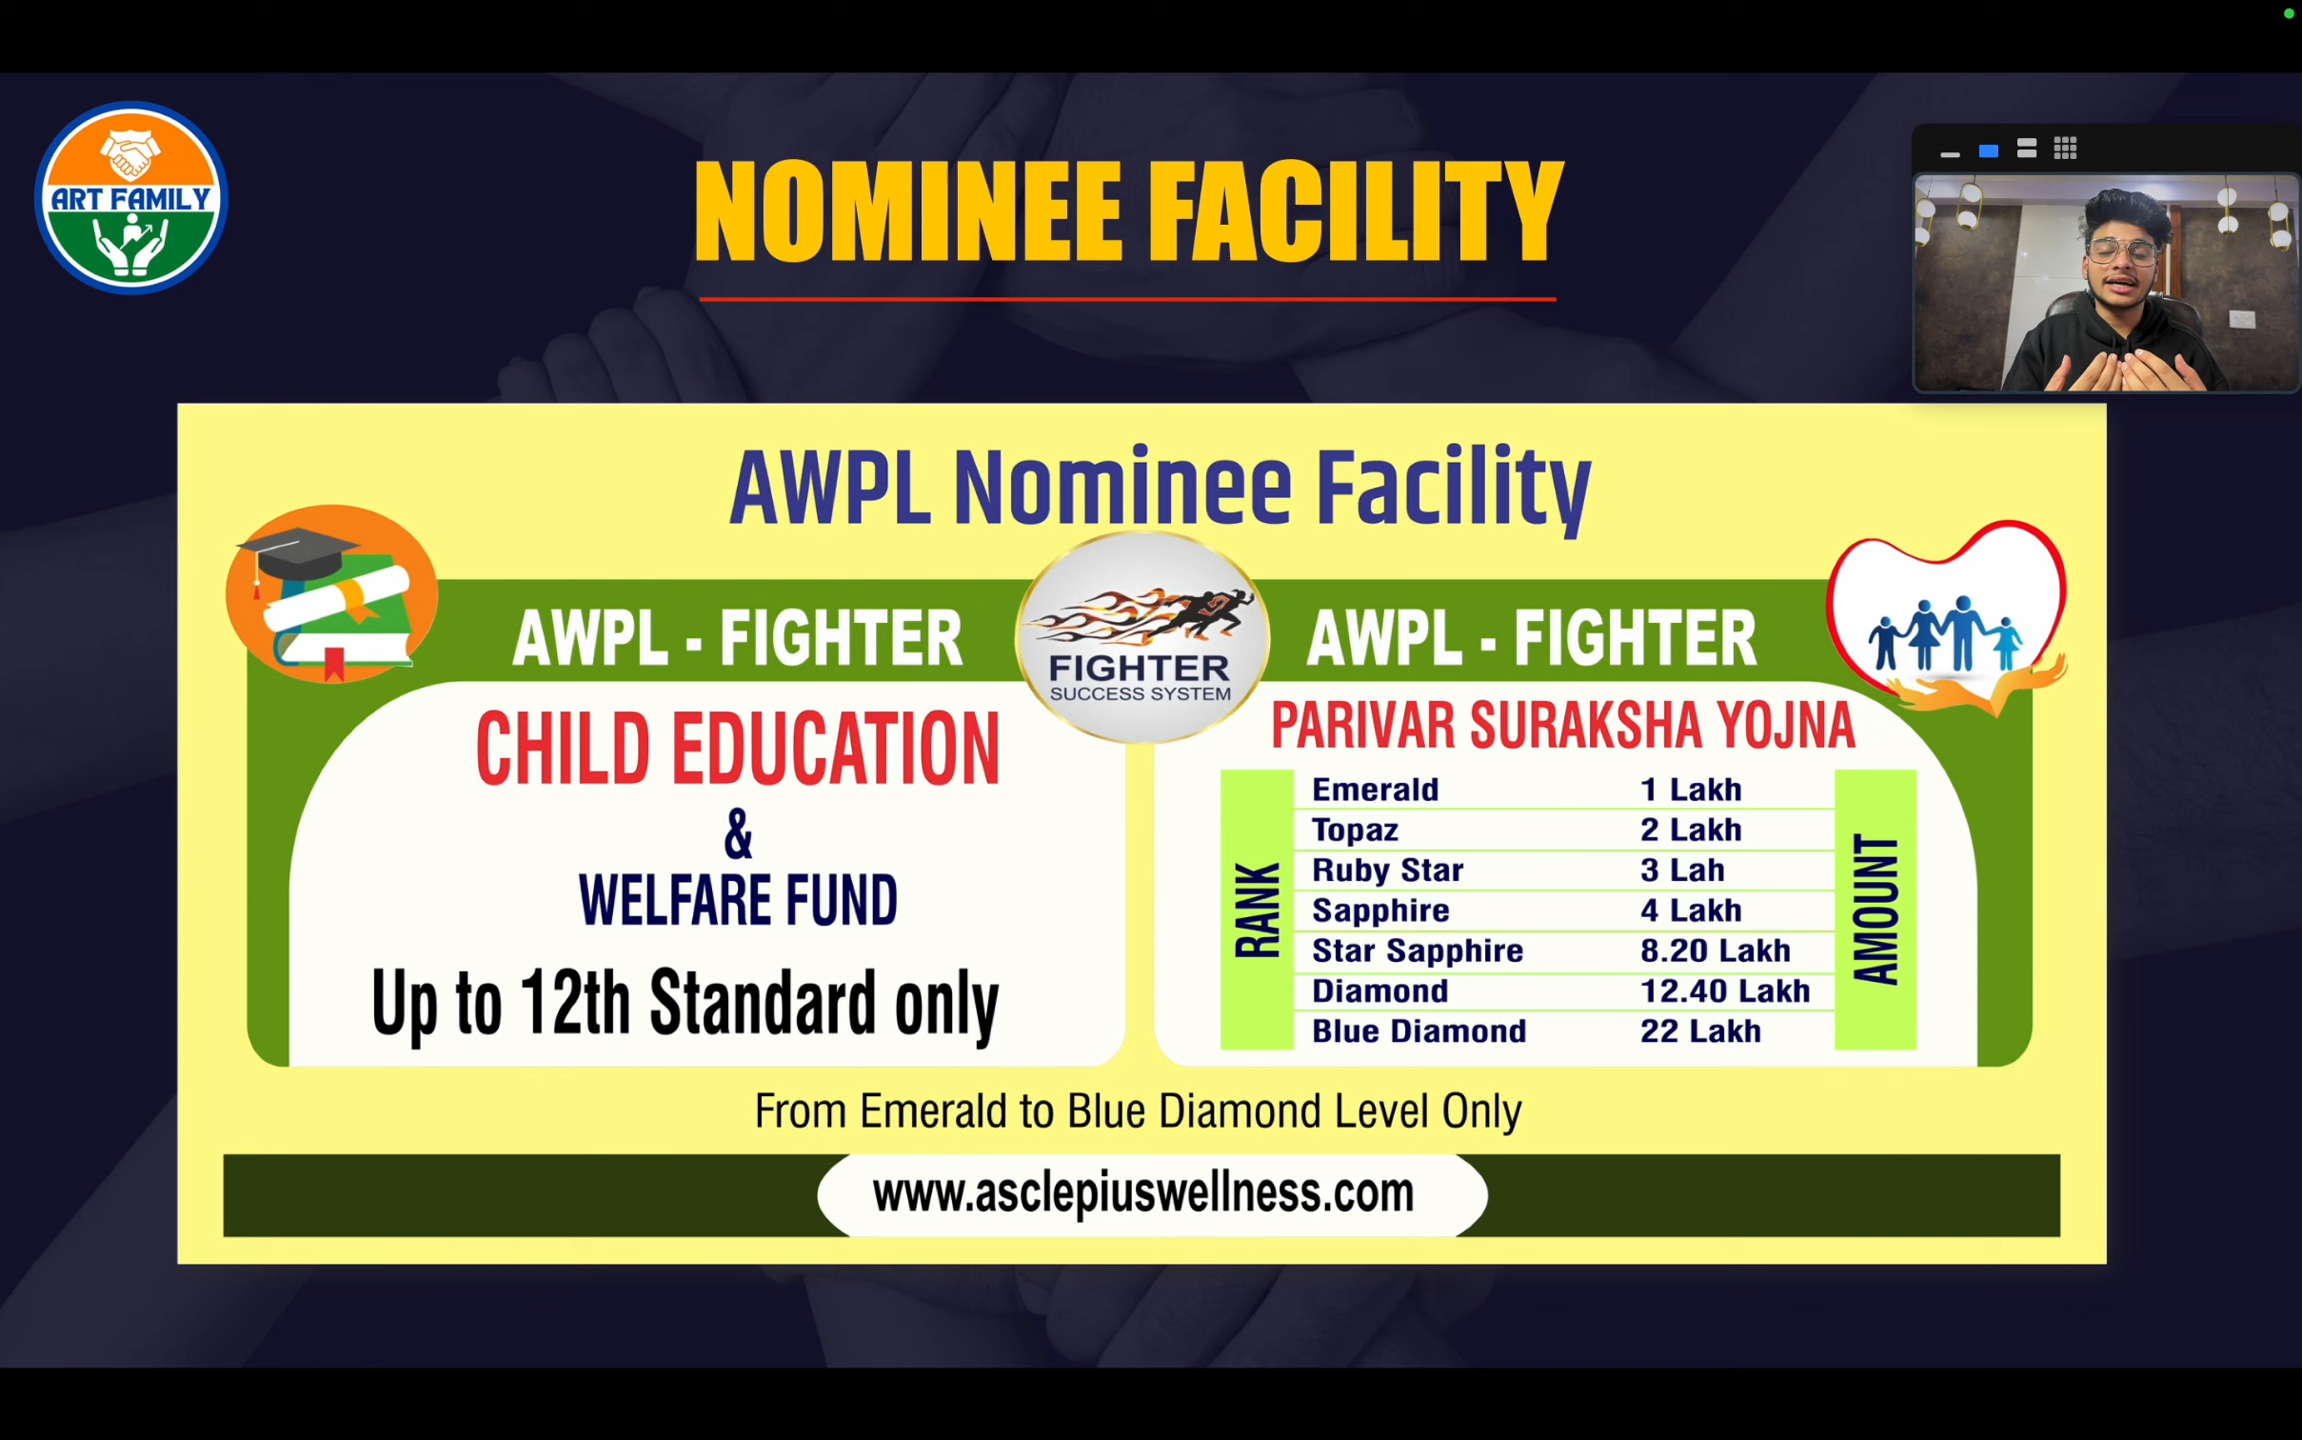 ART FAMILY
NOMINEE FACILITY
AWPL Nominee Facility
AWPL - FIGHTER
FIGHTER
SUCCESS SYSTEM
AWPL - FIGHTER
CHILD EDUCATION
&
WELFARE FUND
Up to 12th Standard only
PARIVAR SURAKSHA YOJNA
RANK
AMOUNT
Emerald 1 Lakh
Topaz 2 Lakh
Ruby Star 3 Lah
Sapphire 4 Lakh
Star Sapphire 8.20 Lakh
Diamond 12.40 Lakh
Blue Diamond 22 Lakh
From Emerald to Blue Diamond Level Only
www.asclepiuswellness.com